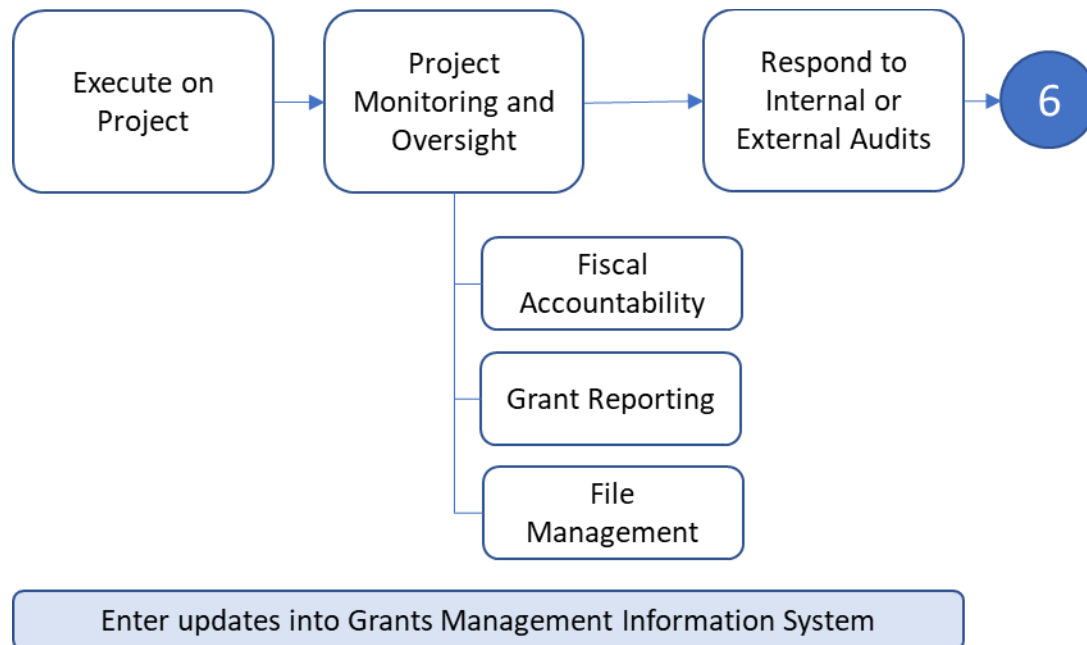 Execute on
Project
Project
Monitoring and
Oversight
Respond to
Internal or
External Audits
6
Fiscal
Accountability
Grant Reporting
File
Management
Enter updates into Grants Management Information System